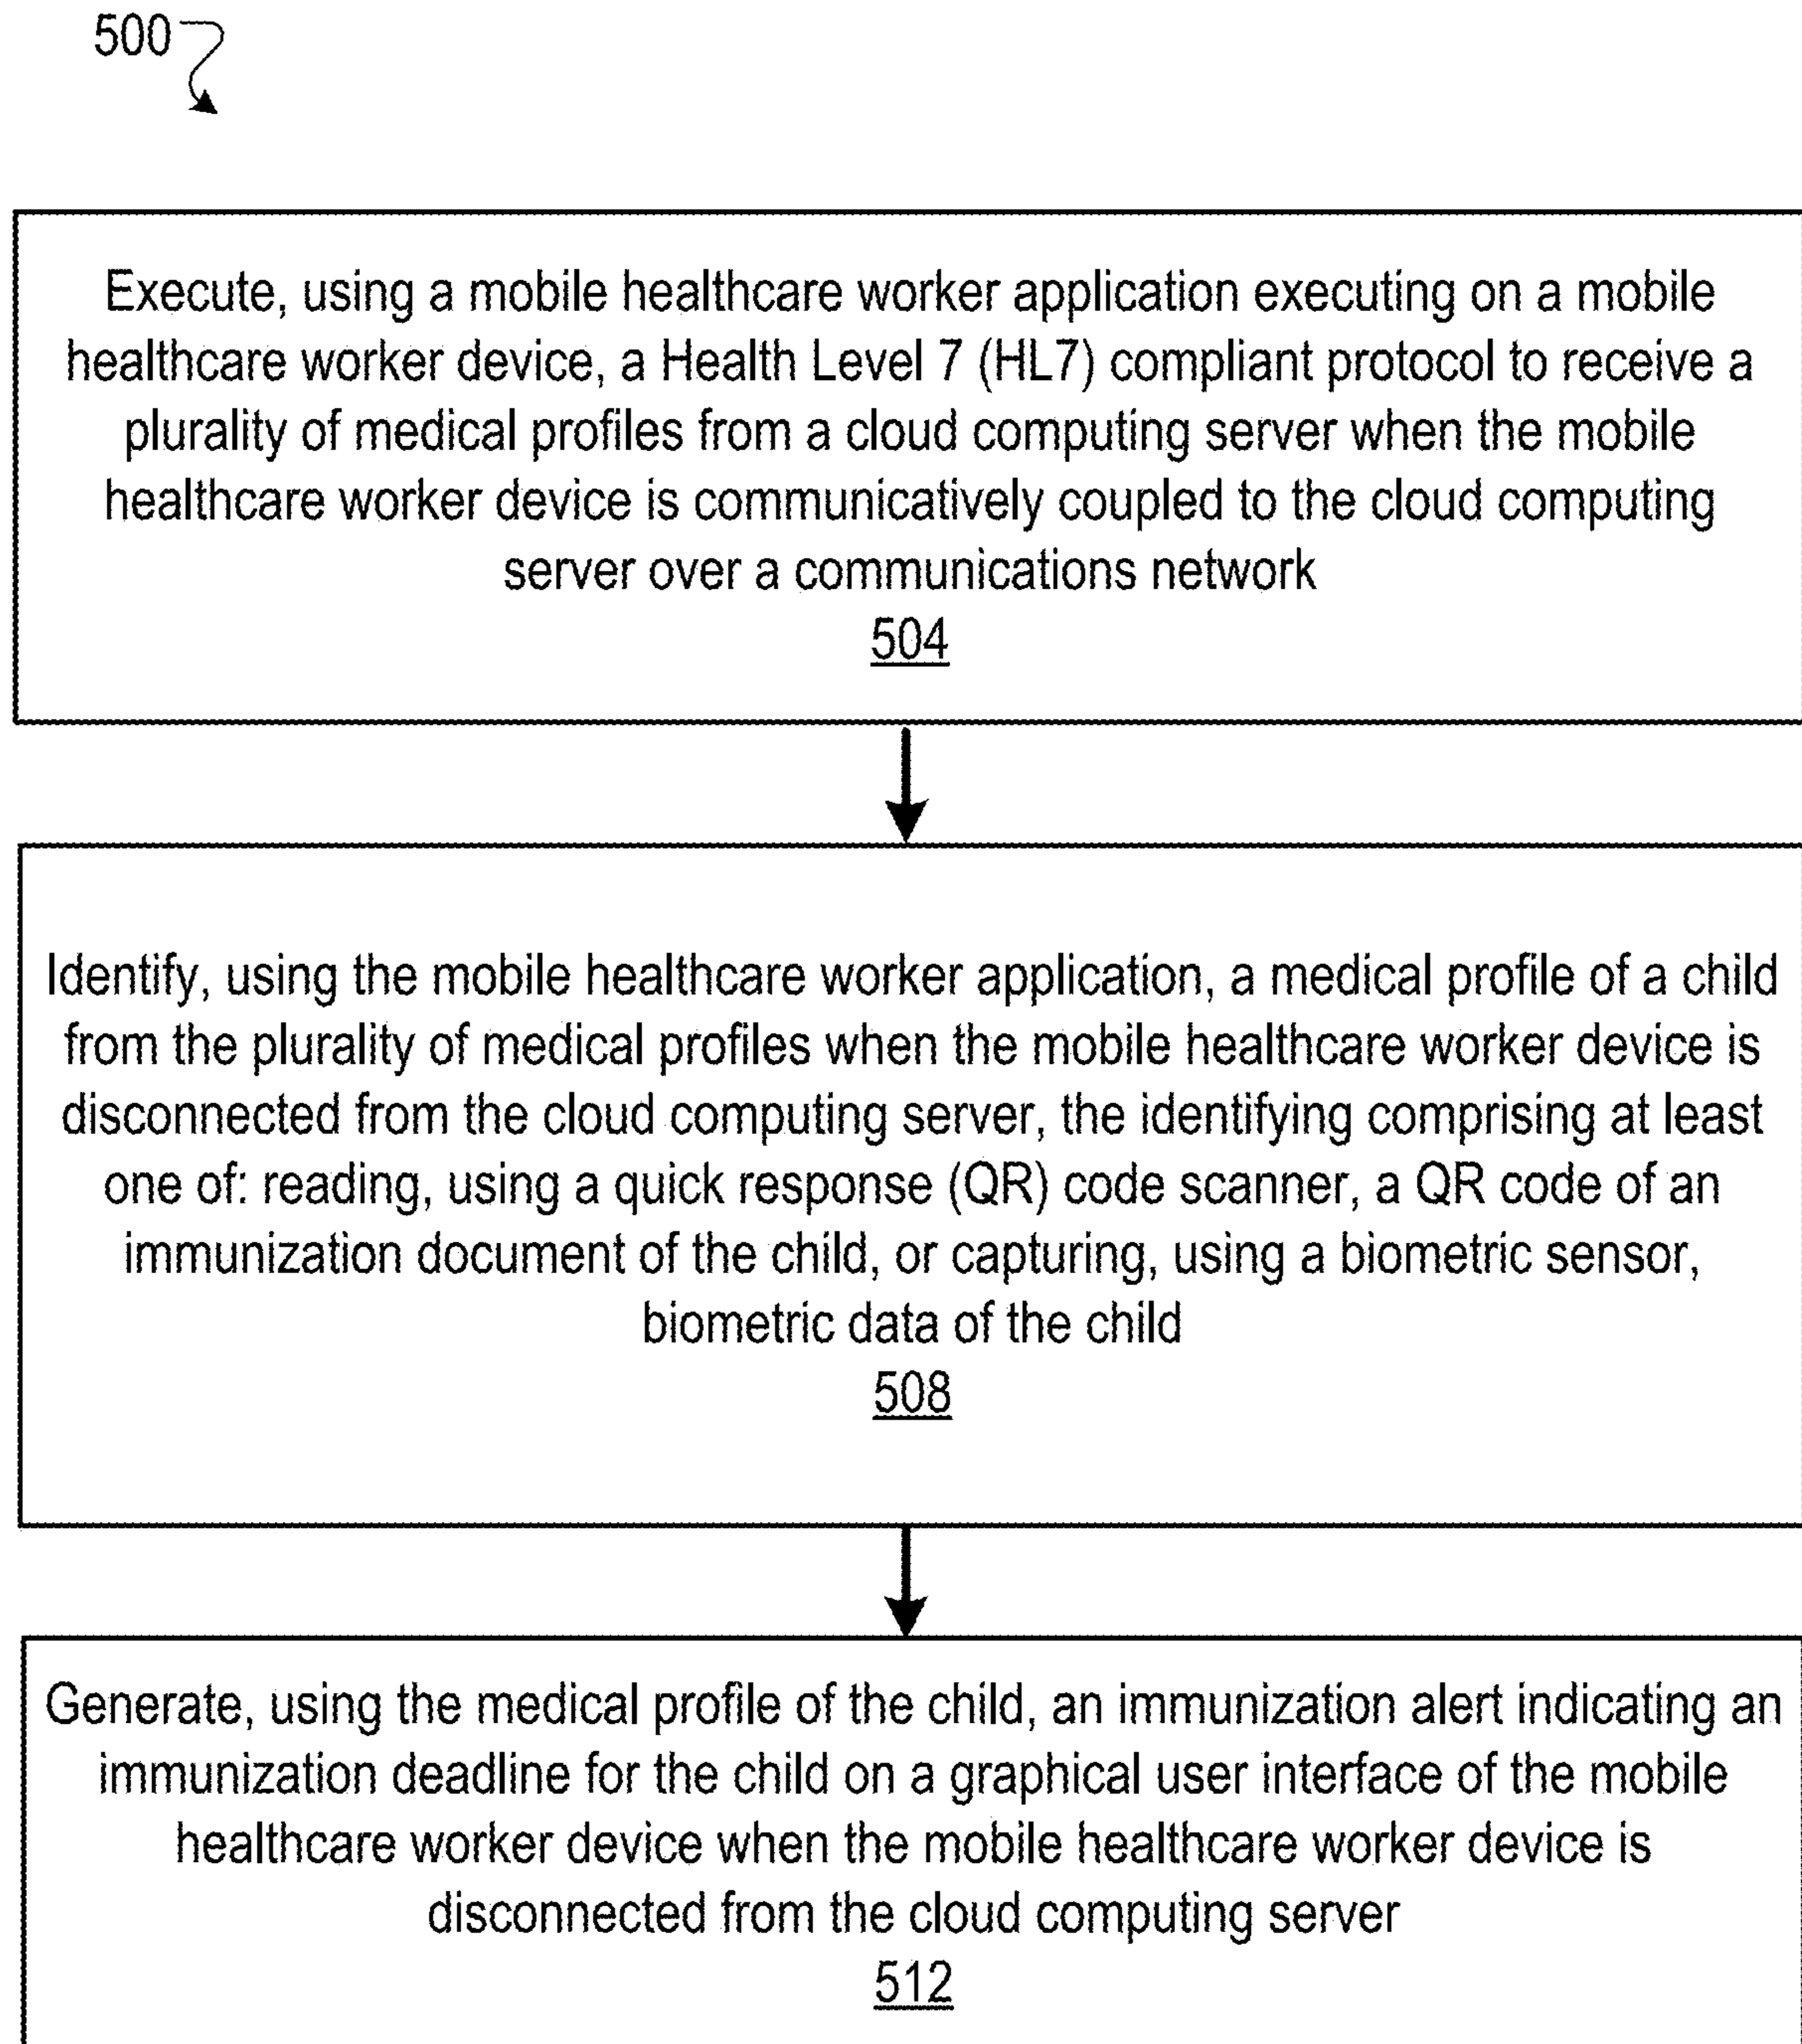 500
Execute, using a mobile healthcare worker application executing on a mobile
healthcare worker device, a Health Level 7 (HL7) compliant protocol to receive a
plurality of medical profiles from a cloud computing server when the mobile
healthcare worker device is communicatively coupled to the cloud computing
server over a communications network
504
Identify, using the mobile healthcare worker application, a medical profile of a child
from the plurality of medical profiles when the mobile healthcare worker device is
disconnected from the cloud computing server, the identifying comprising at least
one of: reading, using a quick response (QR) code scanner, a QR code of an
immunization document of the child, or capturing, using a biometric sensor,
biometric data of the child
508
Generate, using the medical profile of the child, an immunization alert indicating an
immunization deadline for the child on a graphical user interface of the mobile
healthcare worker device when the mobile healthcare worker device is
disconnected from the cloud computing server
512